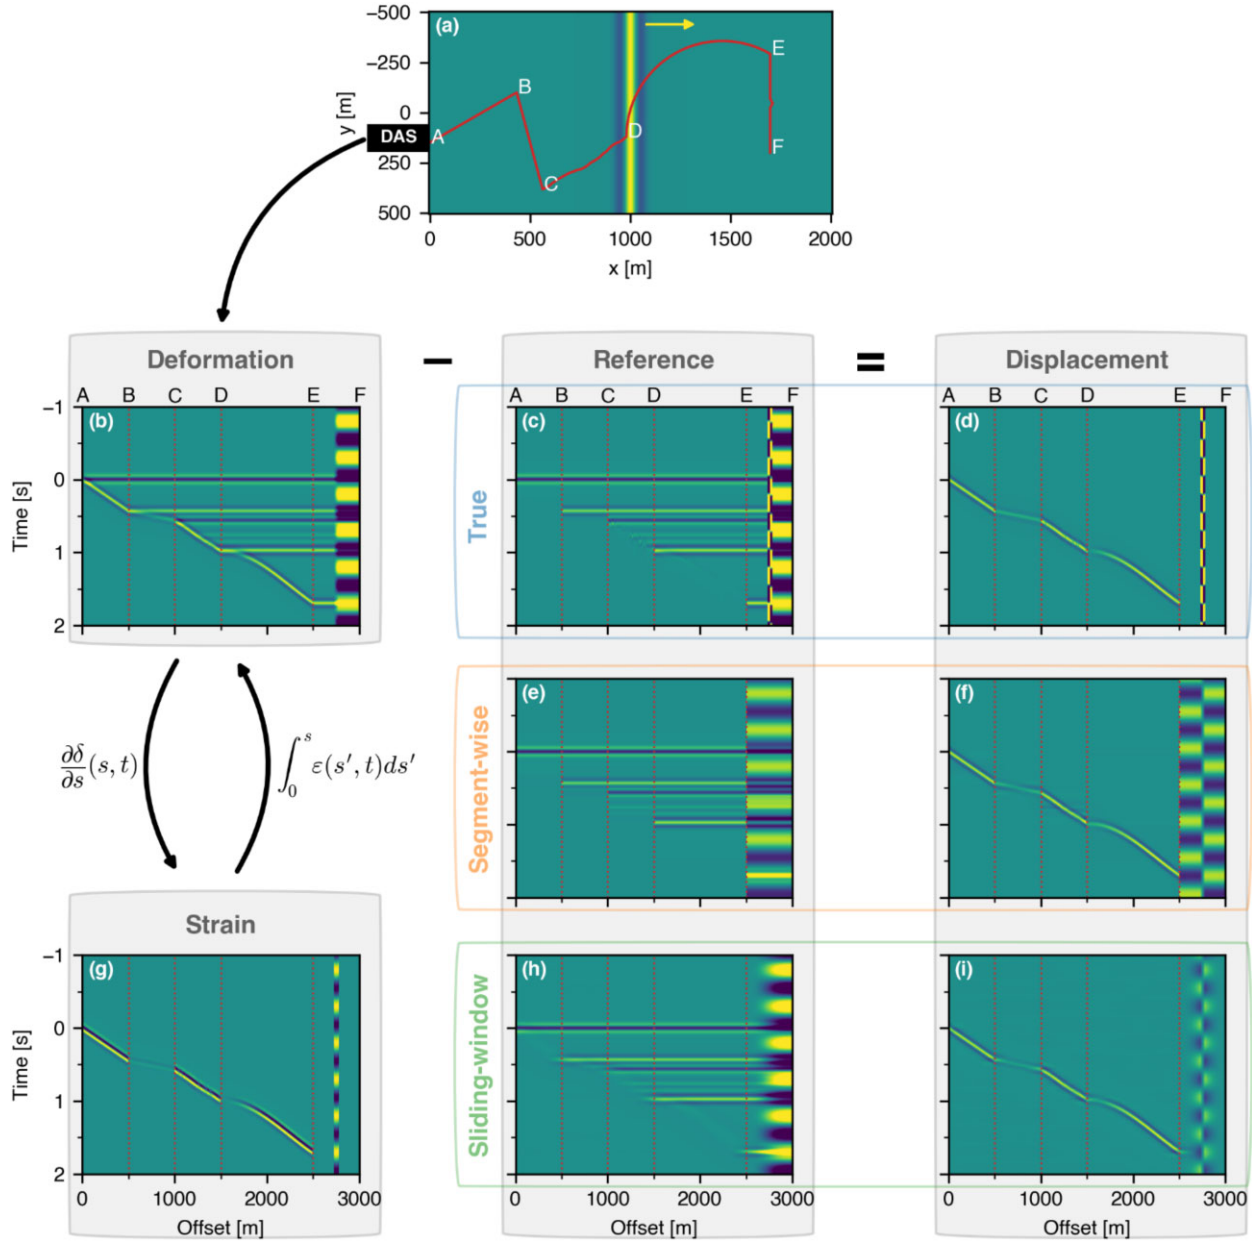 −500
−250
0
250
500
y [m]
(a)
A
B
C
D
E
F
DAS
0 500 1000 1500 2000
x [m]
Deformation
−
Reference
=
Displacement
A B C D E F
A B C D E F
A B C D E F
(b)
(c)
(d)
−1
0
1
2
Time [s]
True
(e)
(f)
Segment-wise
∂δ/∂s (s, t)
∫₀ˢ ε(s′, t)ds′
Strain
(g)
(h)
(i)
−1
0
1
2
Time [s]
Sliding-window
0 1000 2000 3000
0 1000 2000 3000
0 1000 2000 3000
Offset [m]
Offset [m]
Offset [m]